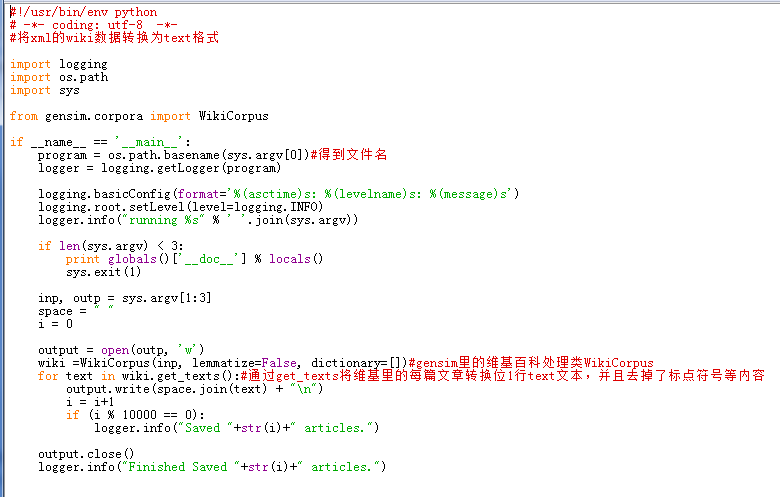 #!/usr/bin/env python
# -*- coding: utf-8  -*-
#将xml的wiki数据转换为text格式

import logging
import os.path
import sys

from gensim.corpora import WikiCorpus

if __name__ == '__main__':
    program = os.path.basename(sys.argv[0])#得到文件名
    logger = logging.getLogger(program)

    logging.basicConfig(format='%(asctime)s: %(levelname)s: %(message)s')
    logging.root.setLevel(level=logging.INFO)
    logger.info("running %s" % ' '.join(sys.argv))

    if len(sys.argv) < 3:
        print globals()['__doc__'] % locals()
        sys.exit(1)

    inp, outp = sys.argv[1:3]
    space = " "
    i = 0

    output = open(outp, 'w')
    wiki =WikiCorpus(inp, lemmatize=False, dictionary=[])#gensim里的维基百科处理类WikiCorpus
    for text in wiki.get_texts():#通过get_texts将维基里的每篇文章转换位1行text文本，并且去掉了标点符号等内容
        output.write(space.join(text) + "\n")
        i = i+1
        if (i % 10000 == 0):
            logger.info("Saved "+str(i)+" articles.")

    output.close()
    logger.info("Finished Saved "+str(i)+" articles.")